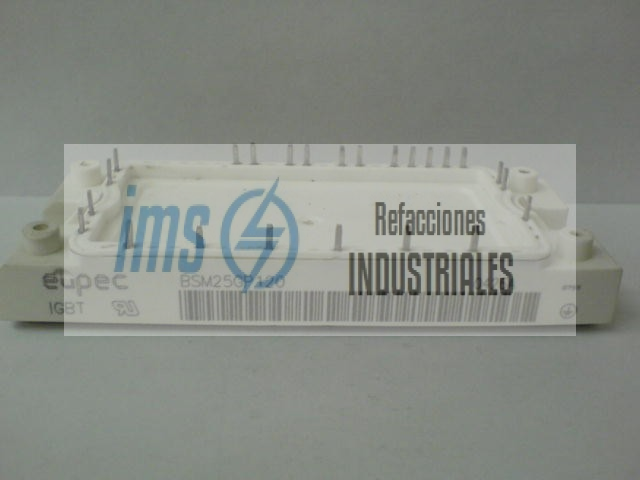 ims
Refacciones
INDUSTRIALES
eupec
BSM25GP120
IGBT